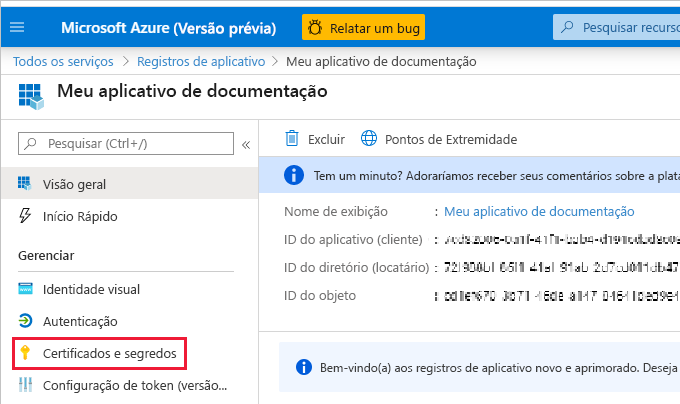 Microsoft Azure (Versão prévia)
Relatar um bug
Pesquisar recurso
Todos os serviços > Registros de aplicativo > Meu aplicativo de documentação
Meu aplicativo de documentação
Pesquisar (Ctrl+/)
«
Excluir
Pontos de Extremidade
Visão geral
Tem um minuto? Adoraríamos receber seus comentários sobre a plata
Início Rápido
Nome de exibição : Meu aplicativo de documentação
ID do aplicativo (cliente) :
Gerenciar
ID do diretório (locatário) :
Identidade visual
ID do objeto :
Autenticação
Certificados e segredos
Bem-vindo(a) aos registros de aplicativo novo e aprimorado. Deseja
Configuração de token (versão...